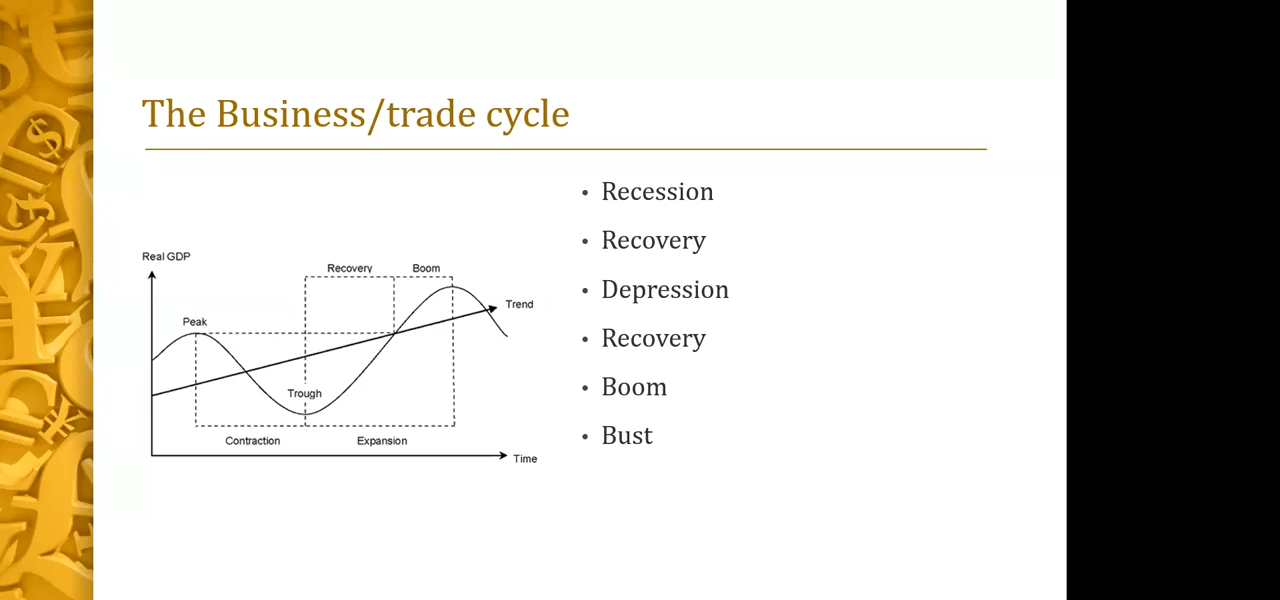 The Business/trade cycle
Real GDP
Recovery
Boom
Trend
Peak
Trough
Contraction
Expansion
Time
• Recession
• Recovery
• Depression
• Recovery
• Boom
• Bust